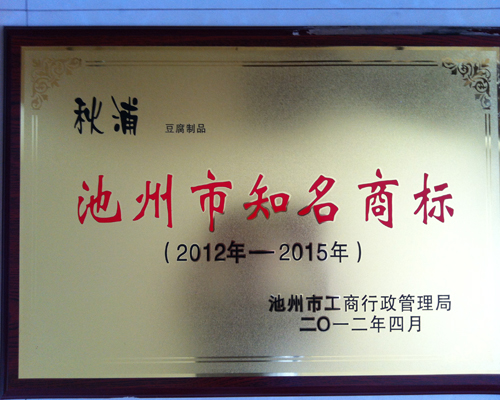 秋浦 豆腐制品
池州市知名商标
（2012年—2015年）
池州市工商行政管理局
二〇一二年四月